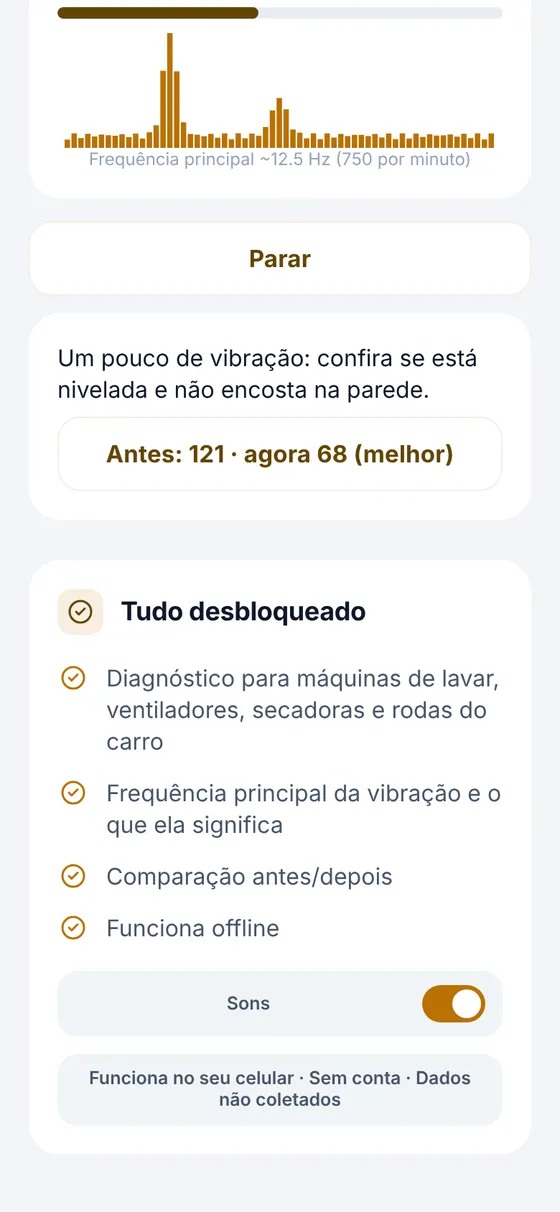 Frequência principal ~12.5 Hz (750 por minuto)
Parar
Um pouco de vibração: confira se está
nivelada e não encosta na parede.
Antes: 121 · agora 68 (melhor)
Tudo desbloqueado
Diagnóstico para máquinas de lavar,
ventiladores, secadoras e rodas do
carro
Frequência principal da vibração e o
que ela significa
Comparação antes/depois
Funciona offline
Sons
Funciona no seu celular · Sem conta · Dados
não coletados